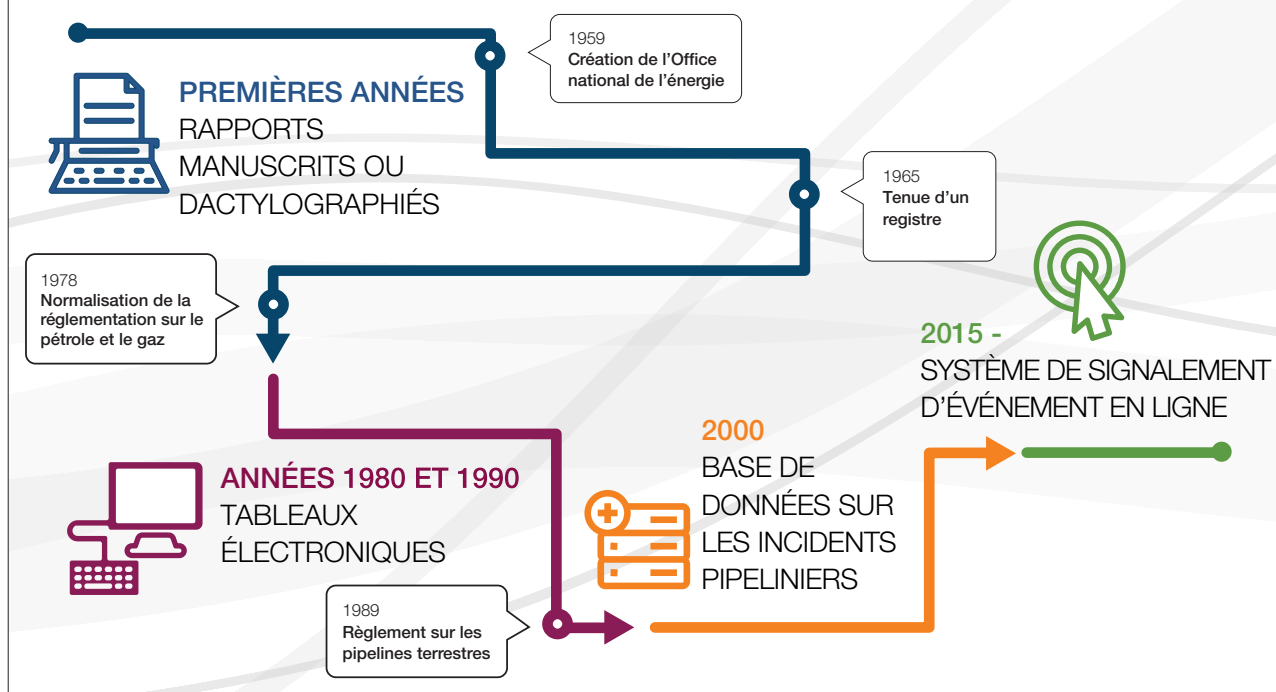 1959
Création de l'Office
national de l'énergie
PREMIÈRES ANNÉES
RAPPORTS
MANUSCRITS OU
DACTYLOGRAPHIÉS
1965
Tenue d'un
registre
1978
Normalisation de la
réglementation sur le
pétrole et le gaz
2015 -
SYSTÈME DE SIGNALEMENT
D'ÉVÉNEMENT EN LIGNE
ANNÉES 1980 ET 1990
TABLEAUX
ÉLECTRONIQUES
2000
BASE DE
DONNÉES SUR
LES INCIDENTS
PIPELINIERS
1989
Règlement sur les
pipelines terrestres